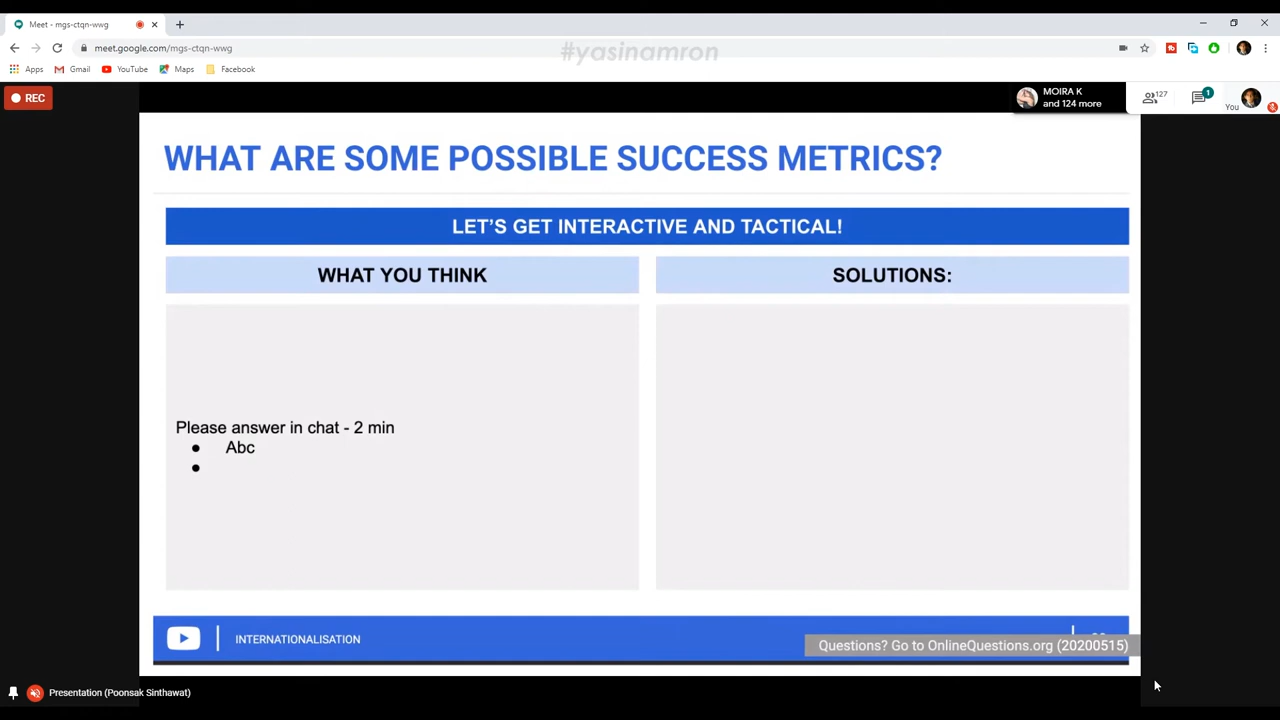 Meet - mgs-ctqn-wwg
meet.google.com/mgs-ctqn-wwg
#yasinamron
Apps Gmail YouTube Maps Facebook
REC
MOIRA K
and 124 more
127
1
You
WHAT ARE SOME POSSIBLE SUCCESS METRICS?
LET'S GET INTERACTIVE AND TACTICAL!
WHAT YOU THINK
SOLUTIONS:
Please answer in chat - 2 min
● Abc
●
INTERNATIONALISATION
Questions? Go to OnlineQuestions.org (20200515)
Presentation (Poonsak Sinthawat)